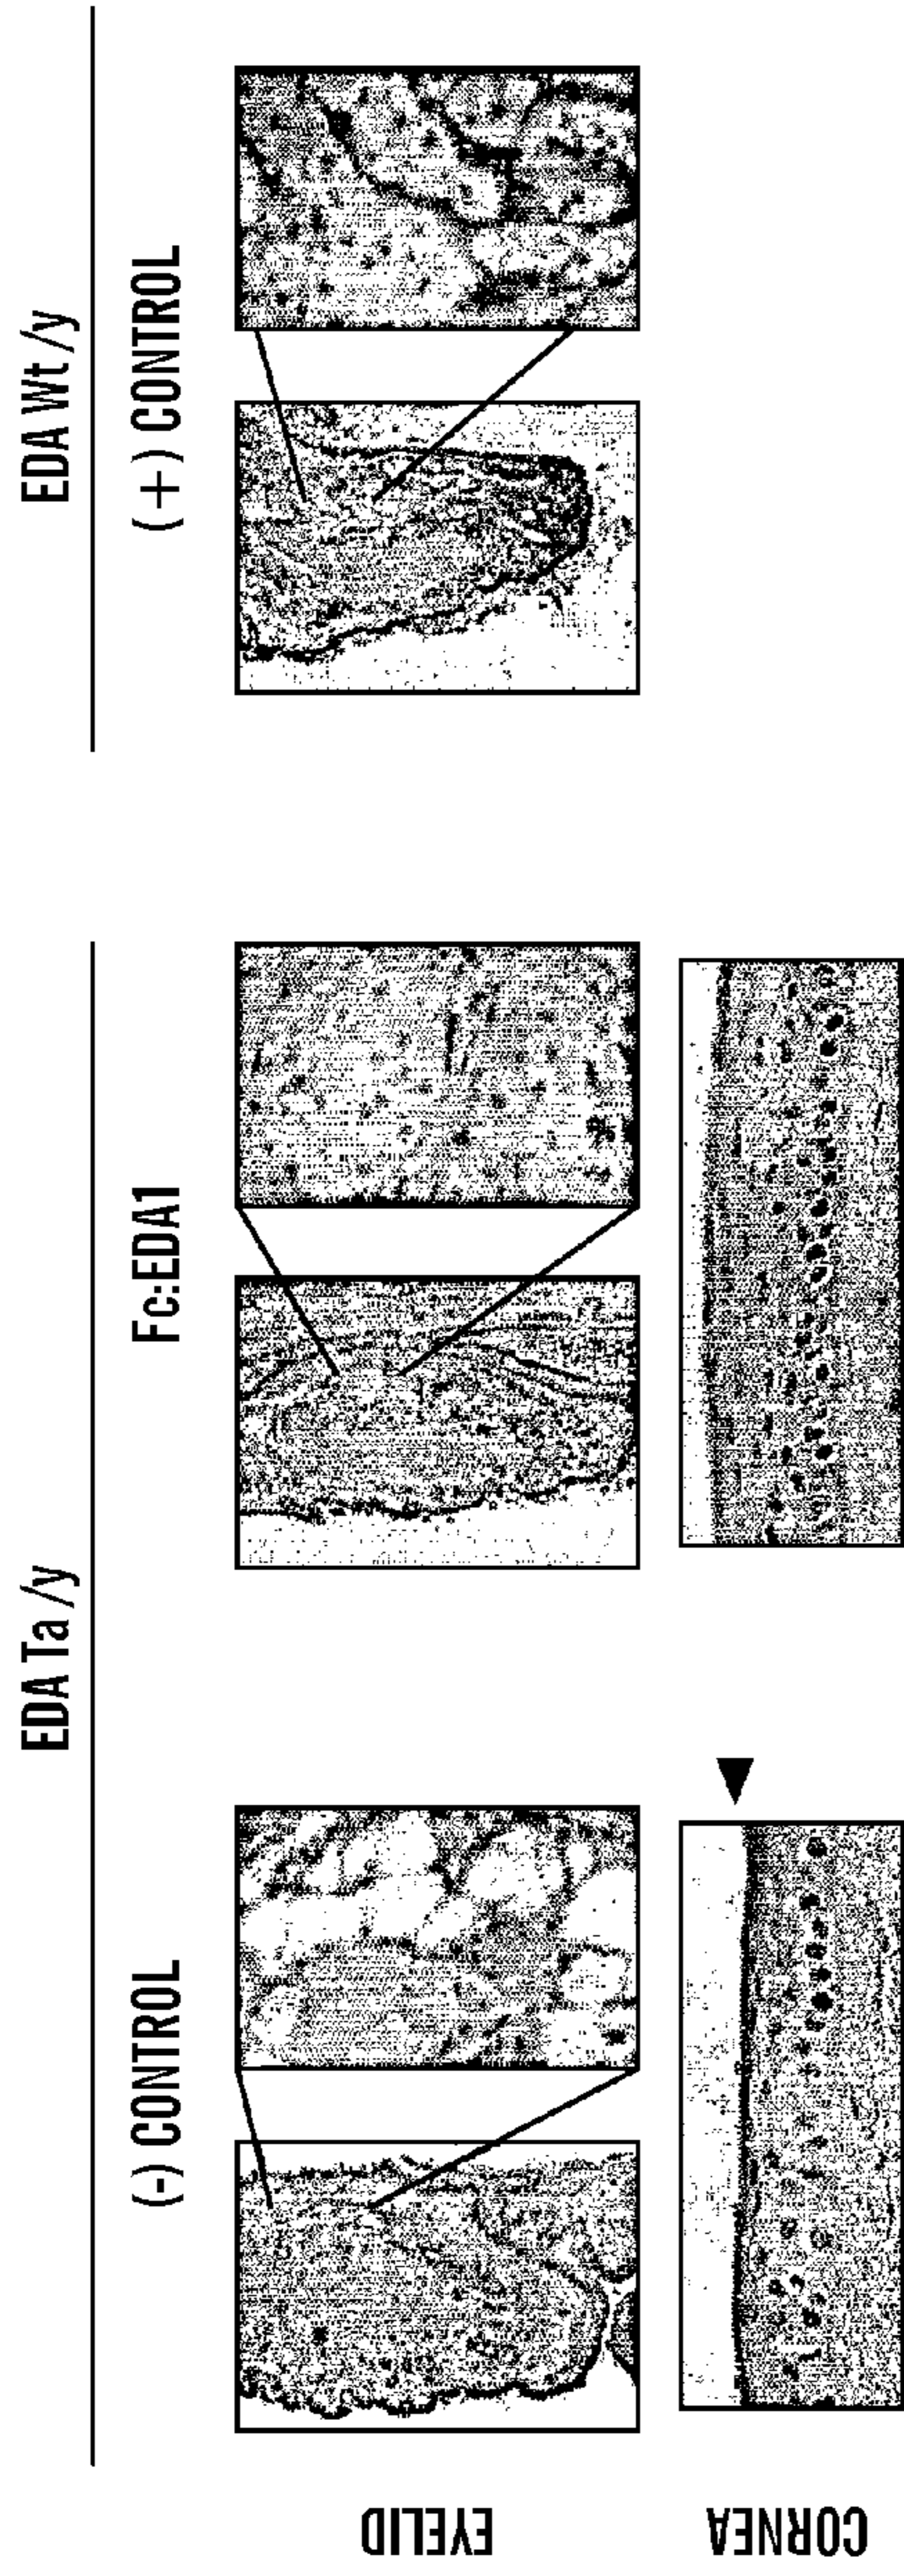 EDA Ta /y
EDA Wt /y
(-) CONTROL
Fc:EDA1
(+) CONTROL
EYELID
CORNEA